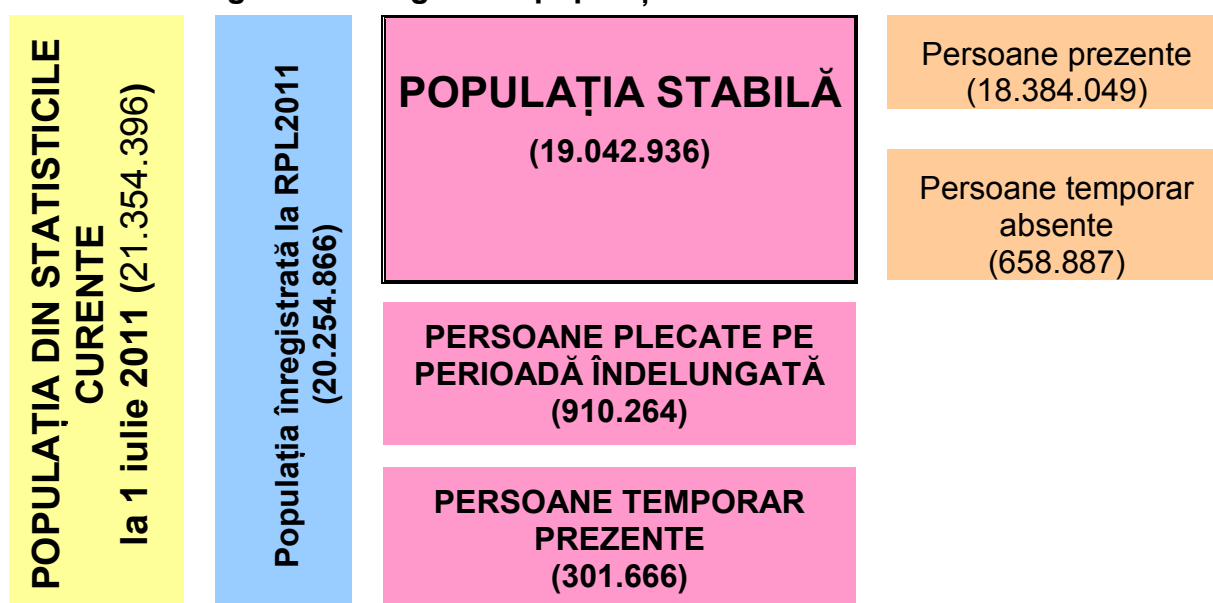 POPULAȚIA DIN STATISTICILE
CURENTE
la 1 iulie 2011 (21.354.396)
Populația înregistrată la RPL2011
(20.254.866)
POPULAȚIA STABILĂ
(19.042.936)
PERSOANE PLECATE PE
PERIOADĂ ÎNDELUNGATĂ
(910.264)
PERSOANE TEMPORAR
PREZENTE
(301.666)
Persoane prezente
(18.384.049)
Persoane temporar
absente
(658.887)